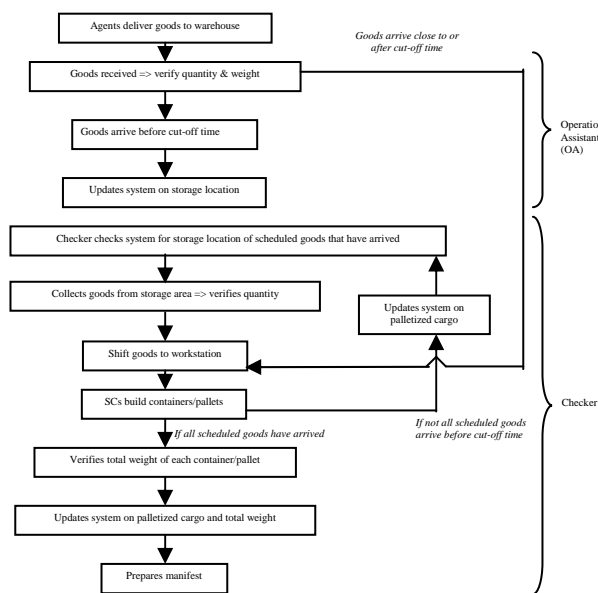 Agents deliver goods to warehouse
Goods arrive close to or
after cut-off time
Goods received => verify quantity & weight
Goods arrive before cut-off time
Updates system on storage location
Operatio
Assistant
(OA)
Checker checks system for storage location of scheduled goods that have arrived
Collects goods from storage area => verifies quantity
Updates system on
palletized cargo
Shift goods to workstation
SCs build containers/pallets
Checker
If all scheduled goods have arrived
If not all scheduled goods
arrive before cut-off time
Verifies total weight of each container/pallet
Updates system on palletized cargo and total weight
Prepares manifest